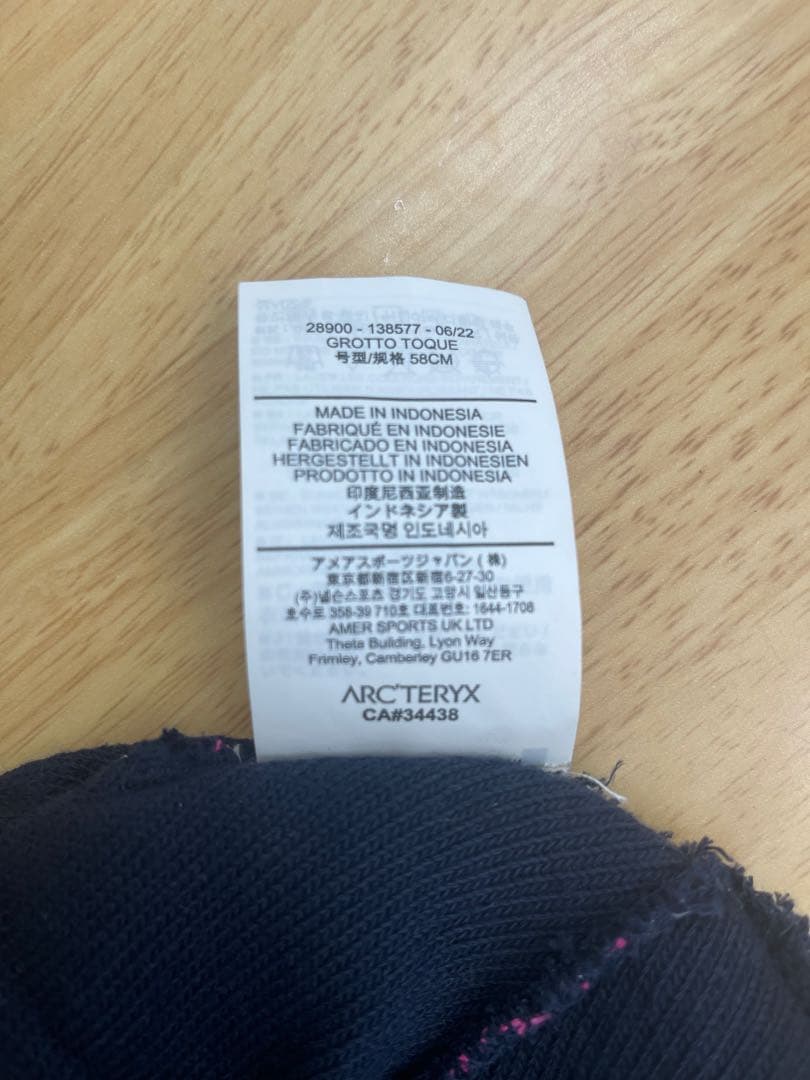 28900 - 138577 - 06/22
GROTTO TOQUE
号型/规格 58CM
MADE IN INDONESIA
FABRIQUÉ EN INDONESIE
FABRICADO EN INDONESIA
HERGESTELLT IN INDONESIEN
PRODOTTO IN INDONESIA
印度尼西亚制造
インドネシア製
제조국명 인도네시아
アメアスポーツジャパン (株)
東京都新宿区新宿6-27-30
(주)넬슨스포츠 경기도 고양시 일산동구
호수로 358-39 710호 대표번호: 1644-1708
AMER SPORTS UK LTD
Theta Building, Lyon Way
Frimley, Camberley GU16 7ER
ARC'TERYX
CA#34438